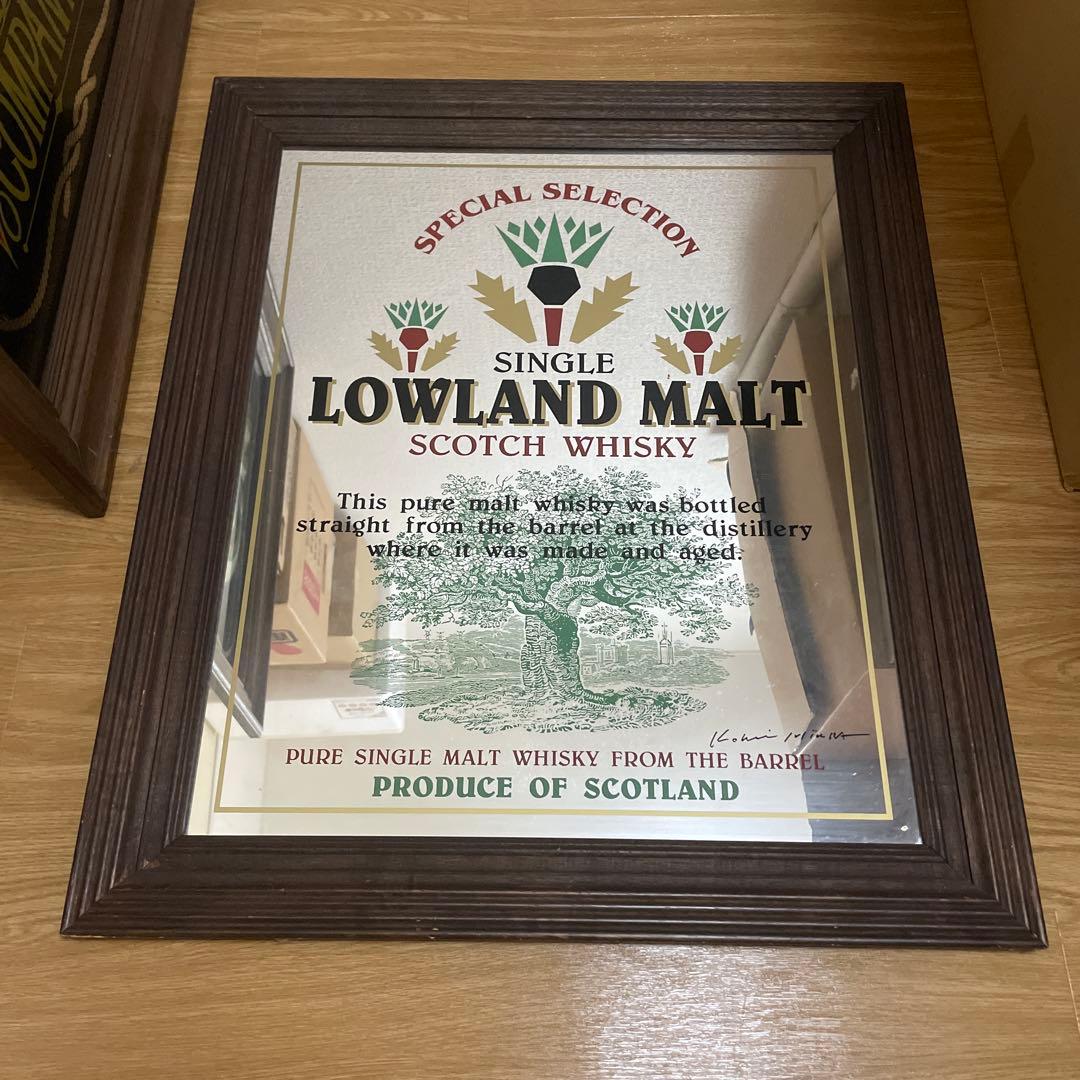 COMPAN
SPECIAL SELECTION
SINGLE
LOWLAND MALT
SCOTCH WHISKY
This pure malt whisky was bottled
straight from the barrel at the distillery
where it was made and aged.
PURE SINGLE MALT WHISKY FROM THE BARREL
PRODUCE OF SCOTLAND